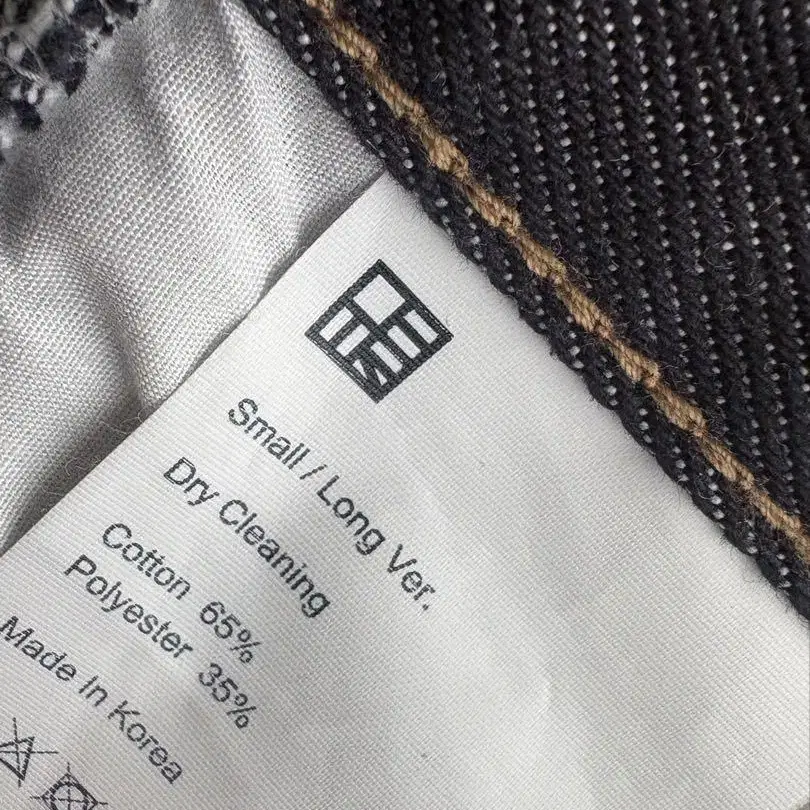 Small / Long Ver.
Dry Cleaning
Cotton 65%
Polyester 35%
Made In Korea